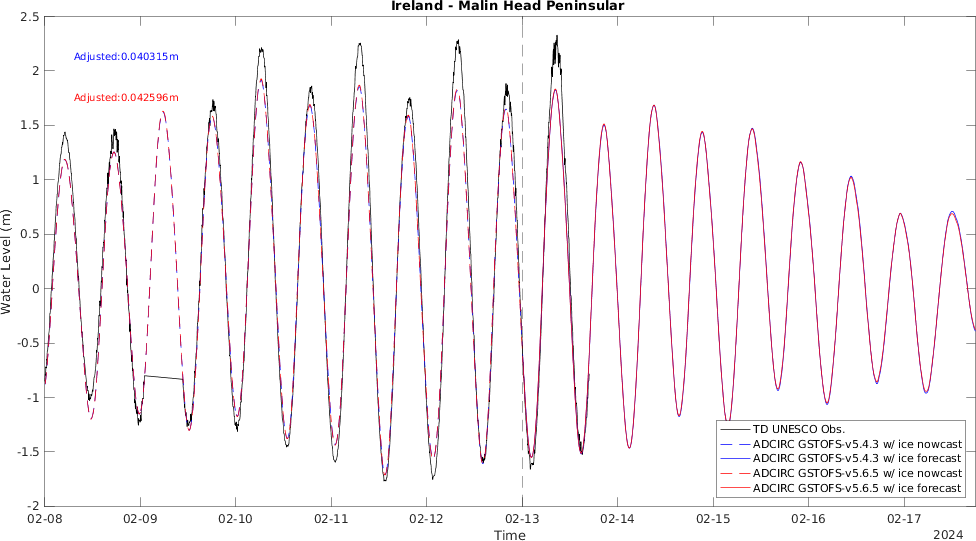 Ireland - Malin Head Peninsular
2.5
2
1.5
1
0.5
0
-0.5
-1
-1.5
-2
Water Level (m)
Adjusted:0.040315m
Adjusted:0.042596m
TD UNESCO Obs.
ADCIRC GSTOFS-v5.4.3 w/ ice nowcast
ADCIRC GSTOFS-v5.4.3 w/ ice forecast
ADCIRC GSTOFS-v5.6.5 w/ ice nowcast
ADCIRC GSTOFS-v5.6.5 w/ ice forecast
02-08 02-09 02-10 02-11 02-12 02-13 02-14 02-15 02-16 02-17
Time
2024